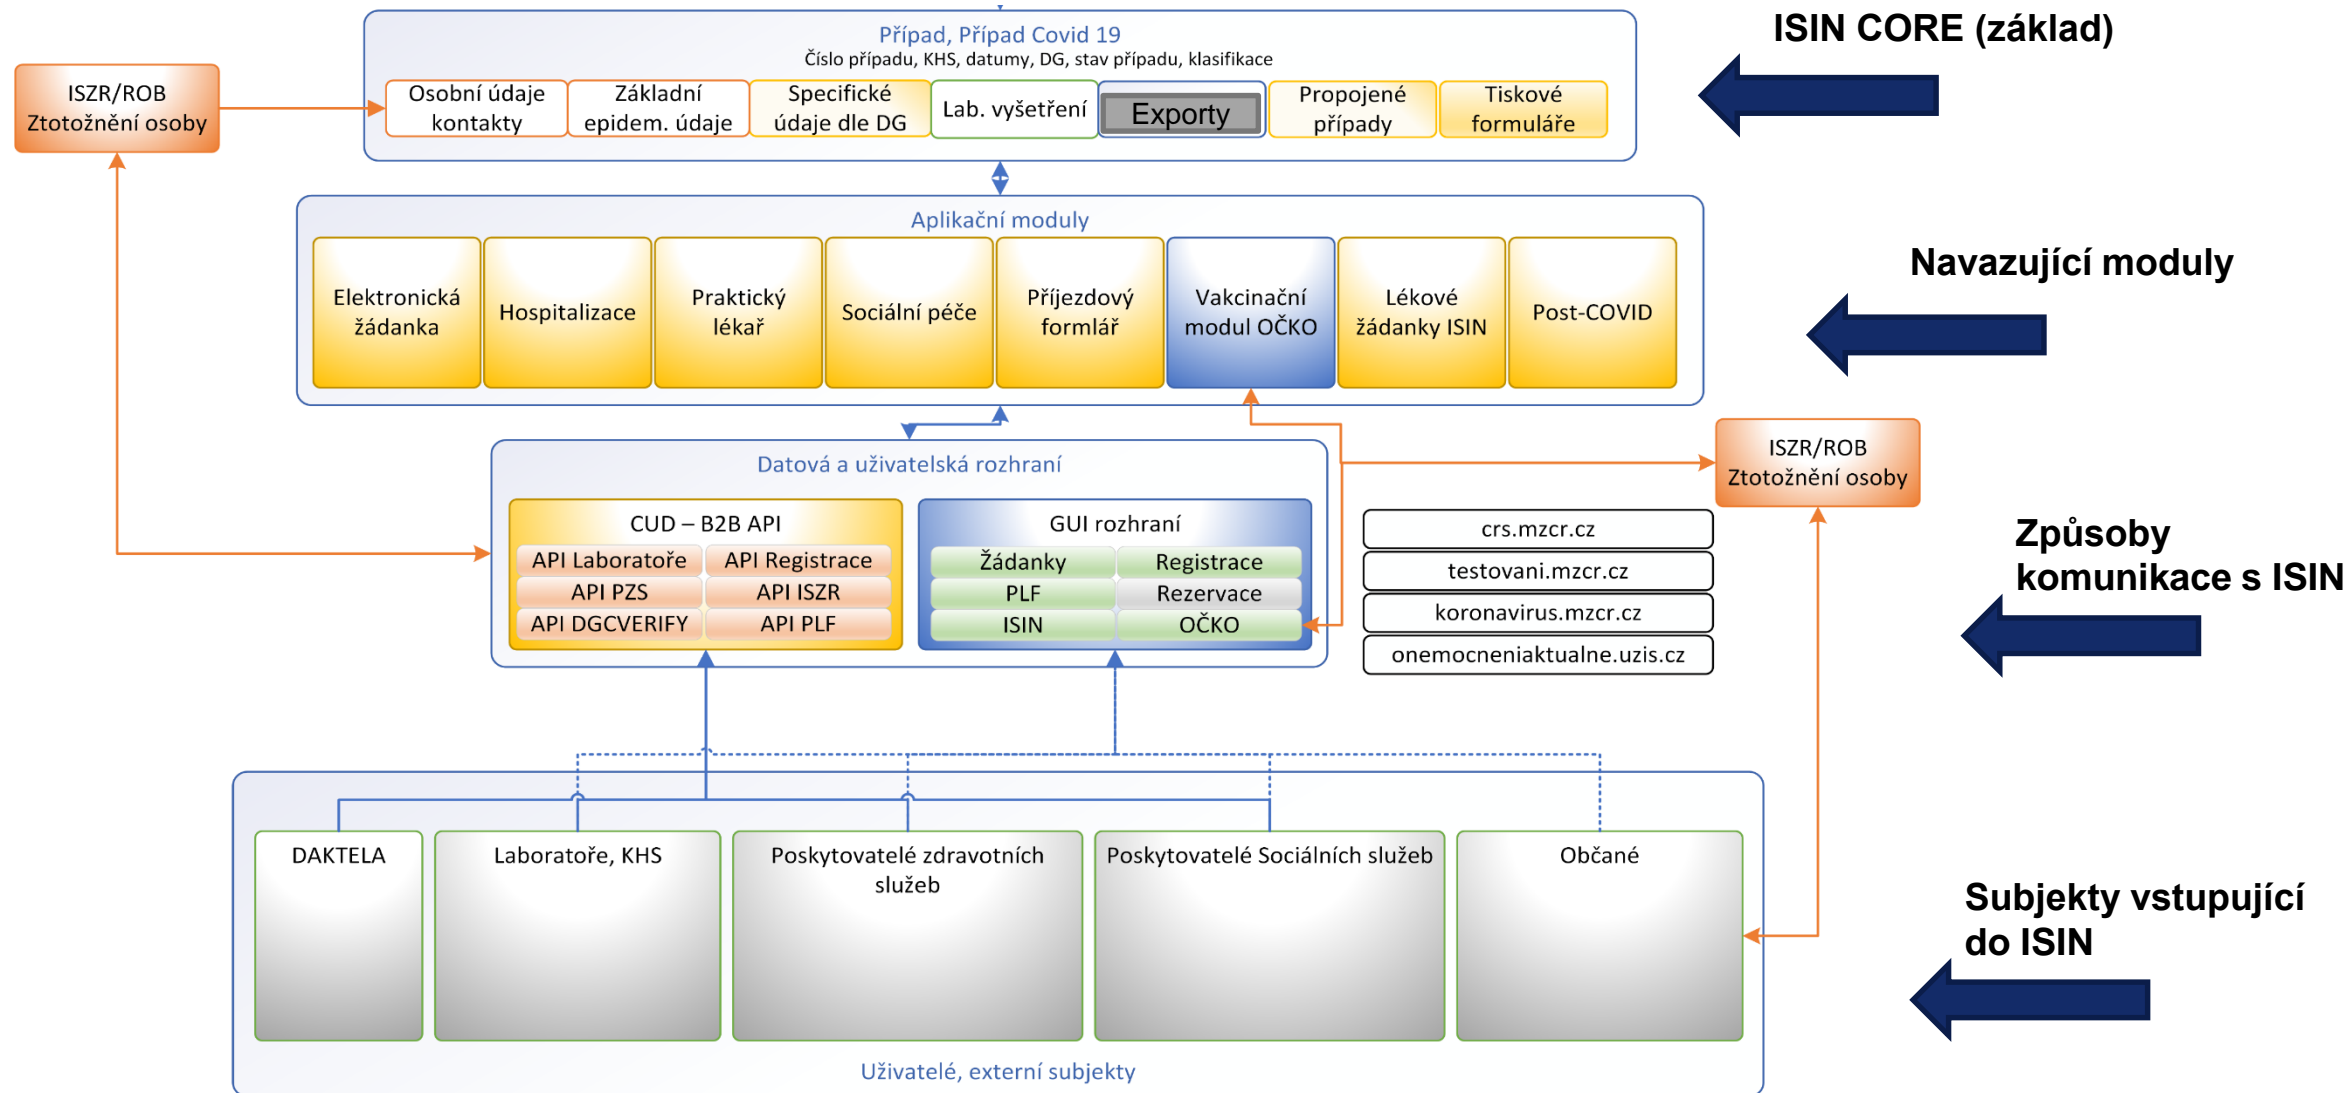 ISIN CORE (základ)
Případ, Případ Covid 19
Číslo případu, KHS, datumy, DG, stav případu, klasifikace
ISZR/ROB
Ztotožnění osoby
Osobní údaje
kontakty
Základní
epidem. údaje
Specifické
údaje dle DG
Lab. vyšetření
Exporty
Propojené
případy
Tiskové
formuláře
Aplikační moduly
Navazující moduly
Elektronická
žádanka
Hospitalizace
Praktický
lékař
Sociální péče
Příjezdový
formlář
Vakcinační
modul OČKO
Lékové
žádanky ISIN
Post-COVID
Datová a uživatelská rozhraní
ISZR/ROB
Ztotožnění osoby
CUD – B2B API
API Laboratoře
API Registrace
API PZS
API ISZR
API DGCVERIFY
API PLF
GUI rozhraní
Žádanky
Registrace
PLF
Rezervace
ISIN
OČKO
crs.mzcr.cz
testovani.mzcr.cz
koronavirus.mzcr.cz
onemocneniaktualne.uzis.cz
Způsoby
komunikace s ISIN
DAKTELA
Laboratoře, KHS
Poskytovatelé zdravotních
služeb
Poskytovatelé Sociálních služeb
Občané
Subjekty vstupující
do ISIN
Uživatelé, externí subjekty